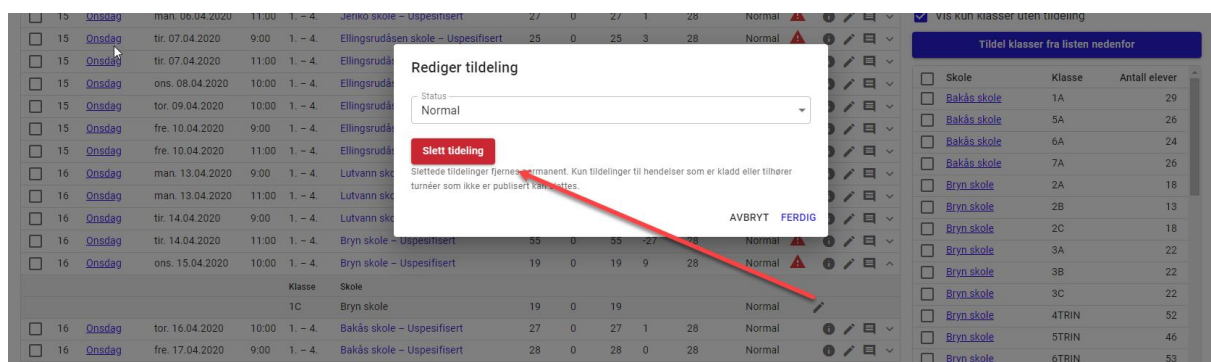 15 Onsdag man. 06.04.2020 11:00 1. – 4. Jeriko skole – Uspesifisert 27 0 27 1 28 Normal
15 Onsdag tir. 07.04.2020 9:00 1. – 4. Ellingsrudåsen skole – Uspesifisert 25 0 25 3 28 Normal
15 Onsdag tir. 07.04.2020 11:00 1. – 4.
15 Onsdag ons. 08.04.2020 10:00 1. – 4.
15 Onsdag tor. 09.04.2020 10:00 1. – 4.
15 Onsdag fre. 10.04.2020 9:00 1. – 4.
15 Onsdag fre. 10.04.2020 11:00 1. – 4.
16 Onsdag man. 13.04.2020 9:00 1. – 4. Lutvann
16 Onsdag man. 13.04.2020 11:00 1. – 4. Lutvann
16 Onsdag tir. 14.04.2020 9:00 1. – 4. Lutvann
16 Onsdag tir. 14.04.2020 11:00 1. – 4. Bryn skole – Uspesifisert 55 0 55 -27 28 Normal
16 Onsdag ons. 15.04.2020 10:00 1. – 4. Bryn skole – Uspesifisert 19 0 19 9 28 Normal
Klasse Skole
1C Bryn skole 19 0 19 Normal
16 Onsdag tor. 16.04.2020 10:00 1. – 4. Bakås skole – Uspesifisert 27 0 27 1 28 Normal
16 Onsdag fre. 17.04.2020 9:00 1. – 4. Bakås skole – Uspesifisert 28 0 28 0 28 Normal
Rediger tildeling
Status
Normal
Slett tideling
Slettede tildelinger fjernes permanent. Kun tildelinger til hendelser som er kladd eller tilhører
turnéer som ikke er publisert kan slettes.
AVBRYT FERDIG
Vis kun klasser uten tildeling
Tildel klasser fra listen nedenfor
Skole Klasse Antall elever
Bakås skole 1A 29
Bakås skole 5A 26
Bakås skole 6A 24
Bakås skole 7A 26
Bryn skole 2A 18
Bryn skole 2B 13
Bryn skole 2C 18
Bryn skole 3A 22
Bryn skole 3B 22
Bryn skole 3C 22
Bryn skole 4TRIN 52
Bryn skole 5TRIN 46
Bryn skole 6TRIN 53